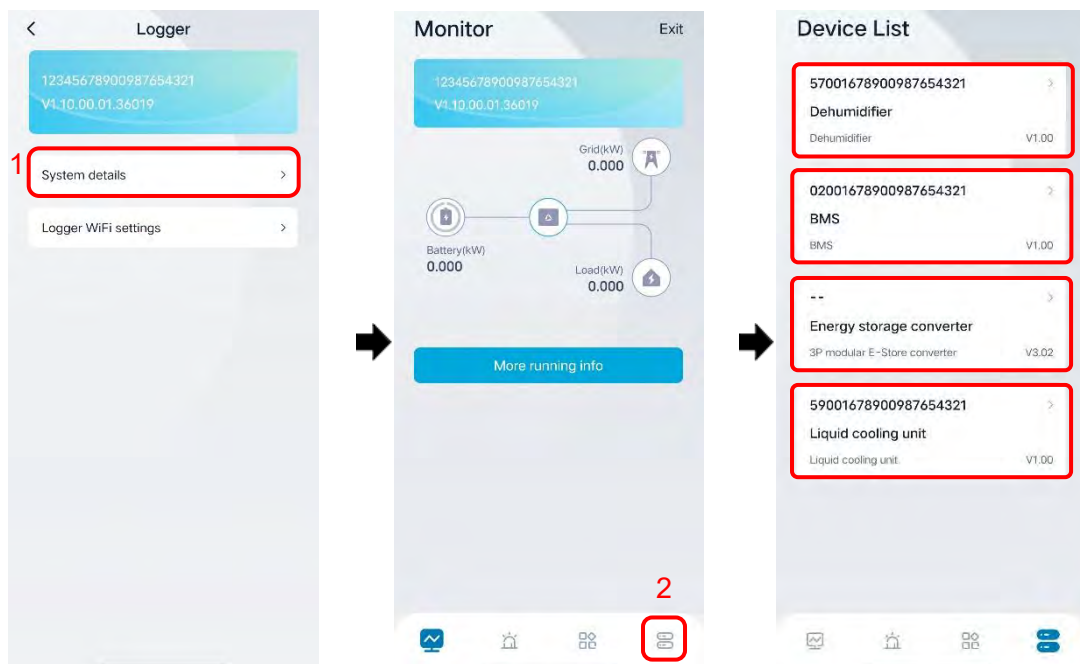 Logger
12345678900987654321
V1.10.00.01.36019
1
System details
Logger WiFi settings
Monitor
Exit
12345678900987654321
V1.10.00.01.36019
Grid(kW)
0.000
Battery(kW)
0.000
Load(kW)
0.000
More running info
2
Device List
57001678900987654321
Dehumidifier
Dehumidifier V1.00
02001678900987654321
BMS
BMS V1.00
--
Energy storage converter
3P modular E-Store converter V3.02
59001678900987654321
Liquid cooling unit
Liquid cooling unit V1.00